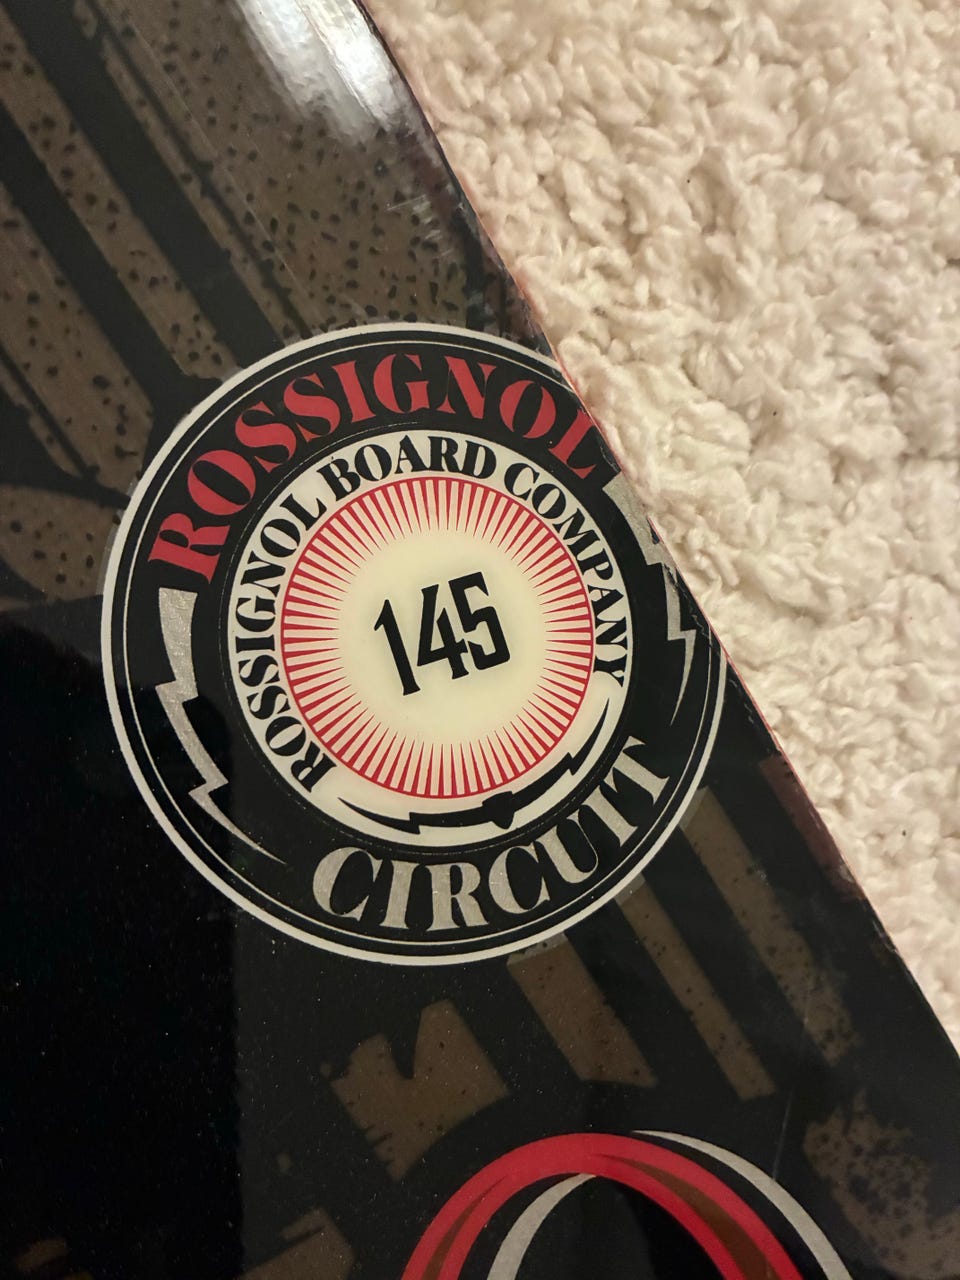 ROSSIGNOL
ROSSIGNOL BOARD COMPANY
145
CIRCUIT